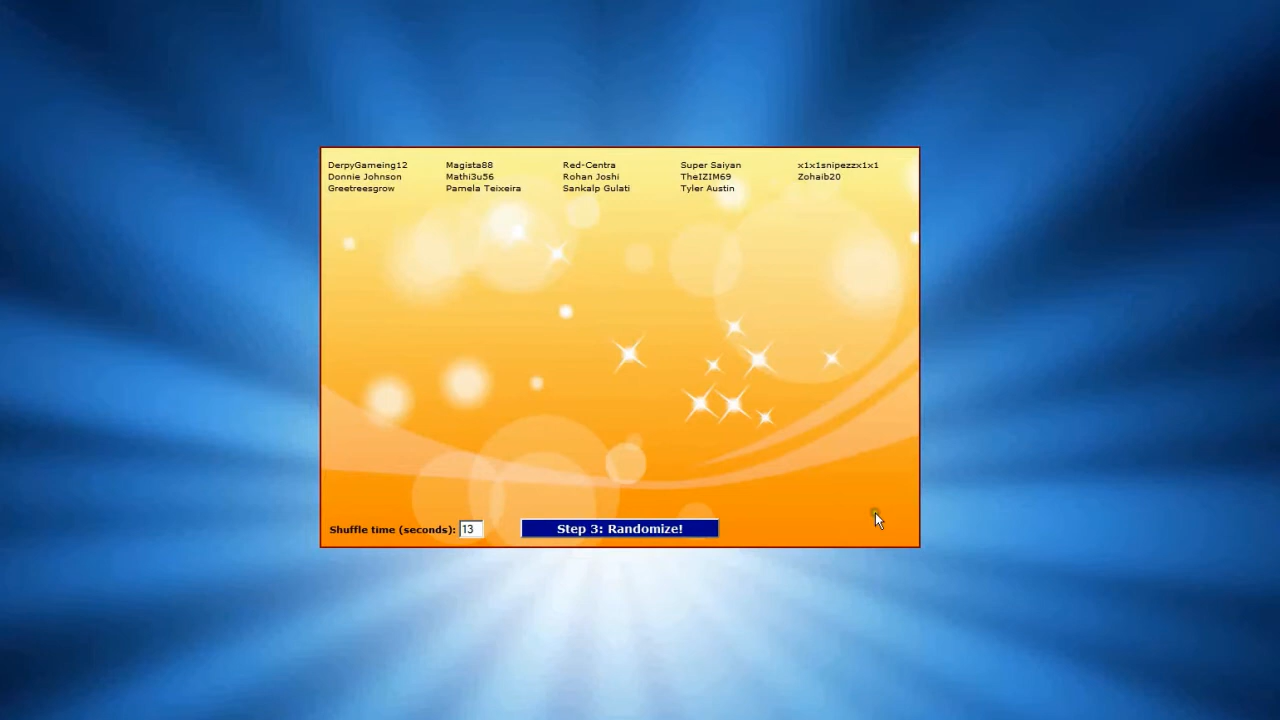 DerpyGameing12
Donnie Johnson
Greetreesgrow
Magista88
Mathi3u56
Pamela Teixeira
Red-Centra
Rohan Joshi
Sankalp Gulati
Super Saiyan
TheIZIM69
Tyler Austin
x1x1snipezzx1x1
Zohaib20
Shuffle time (seconds): 13
Step 3: Randomize!